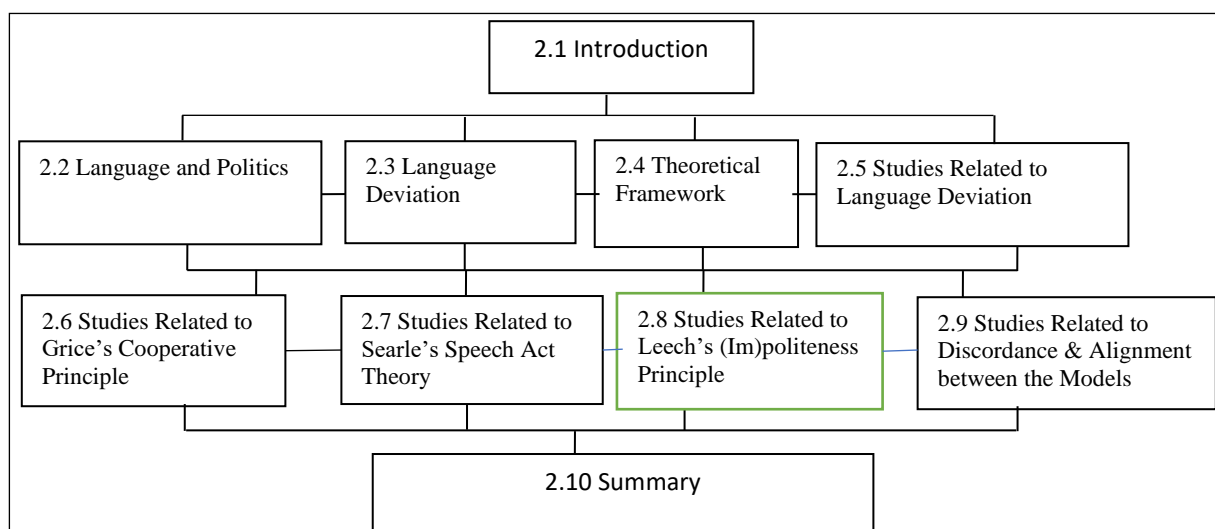 2.1 Introduction
2.2 Language and Politics
2.3 Language
Deviation
2.4 Theoretical
Framework
2.5 Studies Related to
Language Deviation
2.6 Studies Related to
Grice’s Cooperative
Principle
2.7 Studies Related to
Searle’s Speech Act
Theory
2.8 Studies Related to
Leech’s (Im)politeness
Principle
2.9 Studies Related to
Discordance & Alignment
between the Models
2.10 Summary